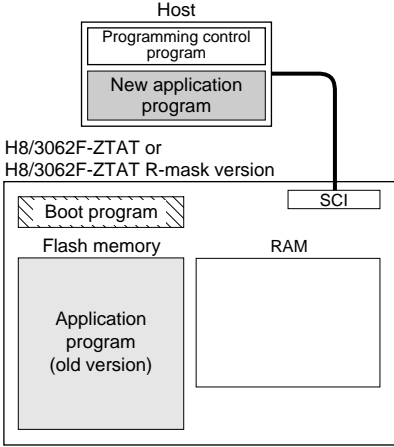 Host
Programming control
program
New application
program
H8/3062F-ZTAT or
H8/3062F-ZTAT R-mask version
SCI
Boot program
Flash memory
RAM
Application
program
(old version)